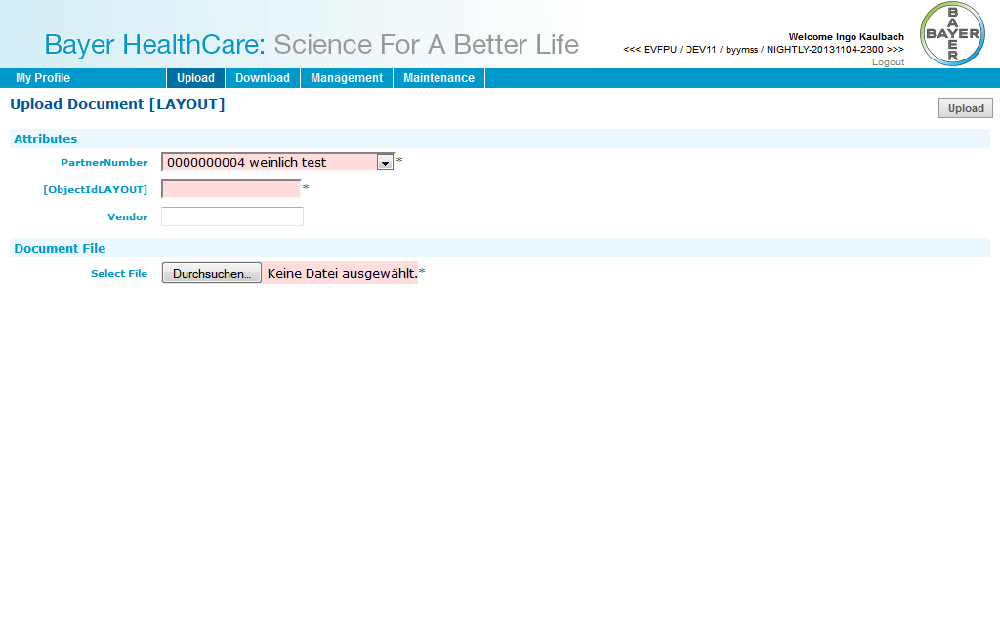 Bayer HealthCare: Science For A Better Life
Welcome Ingo Kaulbach
<<< EVFPU / DEV11 / byymss / NIGHTLY-20131104-2300 >>>
Logout
BAYER
BAYER
My Profile Upload Download Management Maintenance
Upload Document [LAYOUT]
Upload
Attributes
PartnerNumber 0000000004 weinlich test *
[ObjectIdLAYOUT] *
Vendor
Document File
Select File Durchsuchen... Keine Datei ausgewählt.*